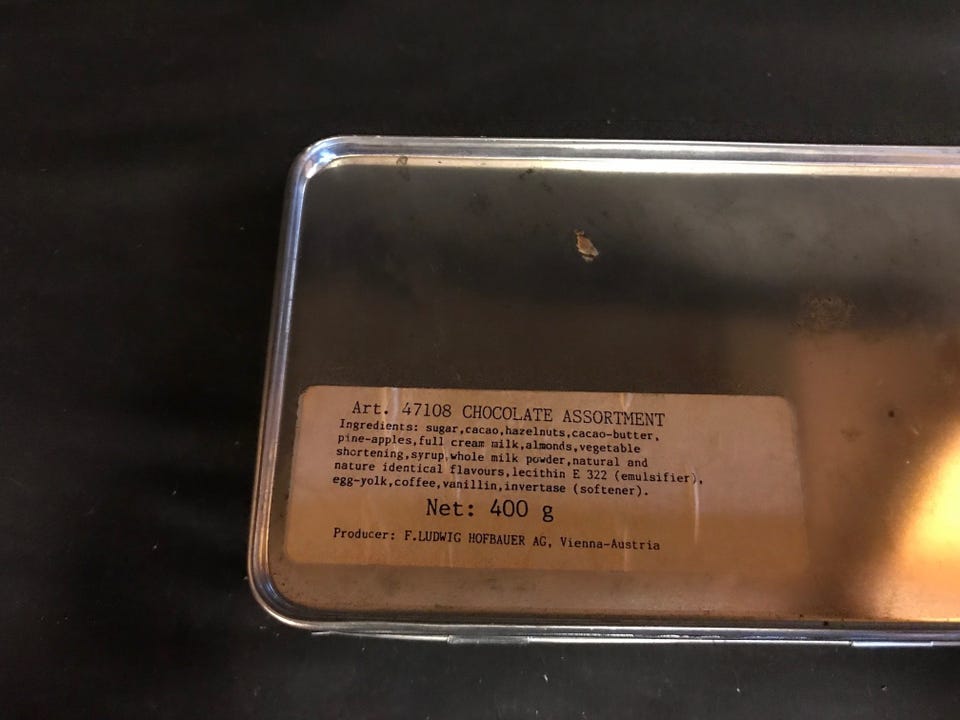 Art. 47108 CHOCOLATE ASSORTMENT
Ingredients: sugar,cacao,hazelnuts,cacao-butter,
pine-apples,full cream milk,almonds,vegetable
shortening,syrup,whole milk powder,natural and
nature identical flavours,lecithin E 322 (emulsifier),
egg-yolk,coffee,vanillin,invertase (softener).
Net: 400 g
Producer: F.LUDWIG HOFBAUER AG, Vienna-Austria